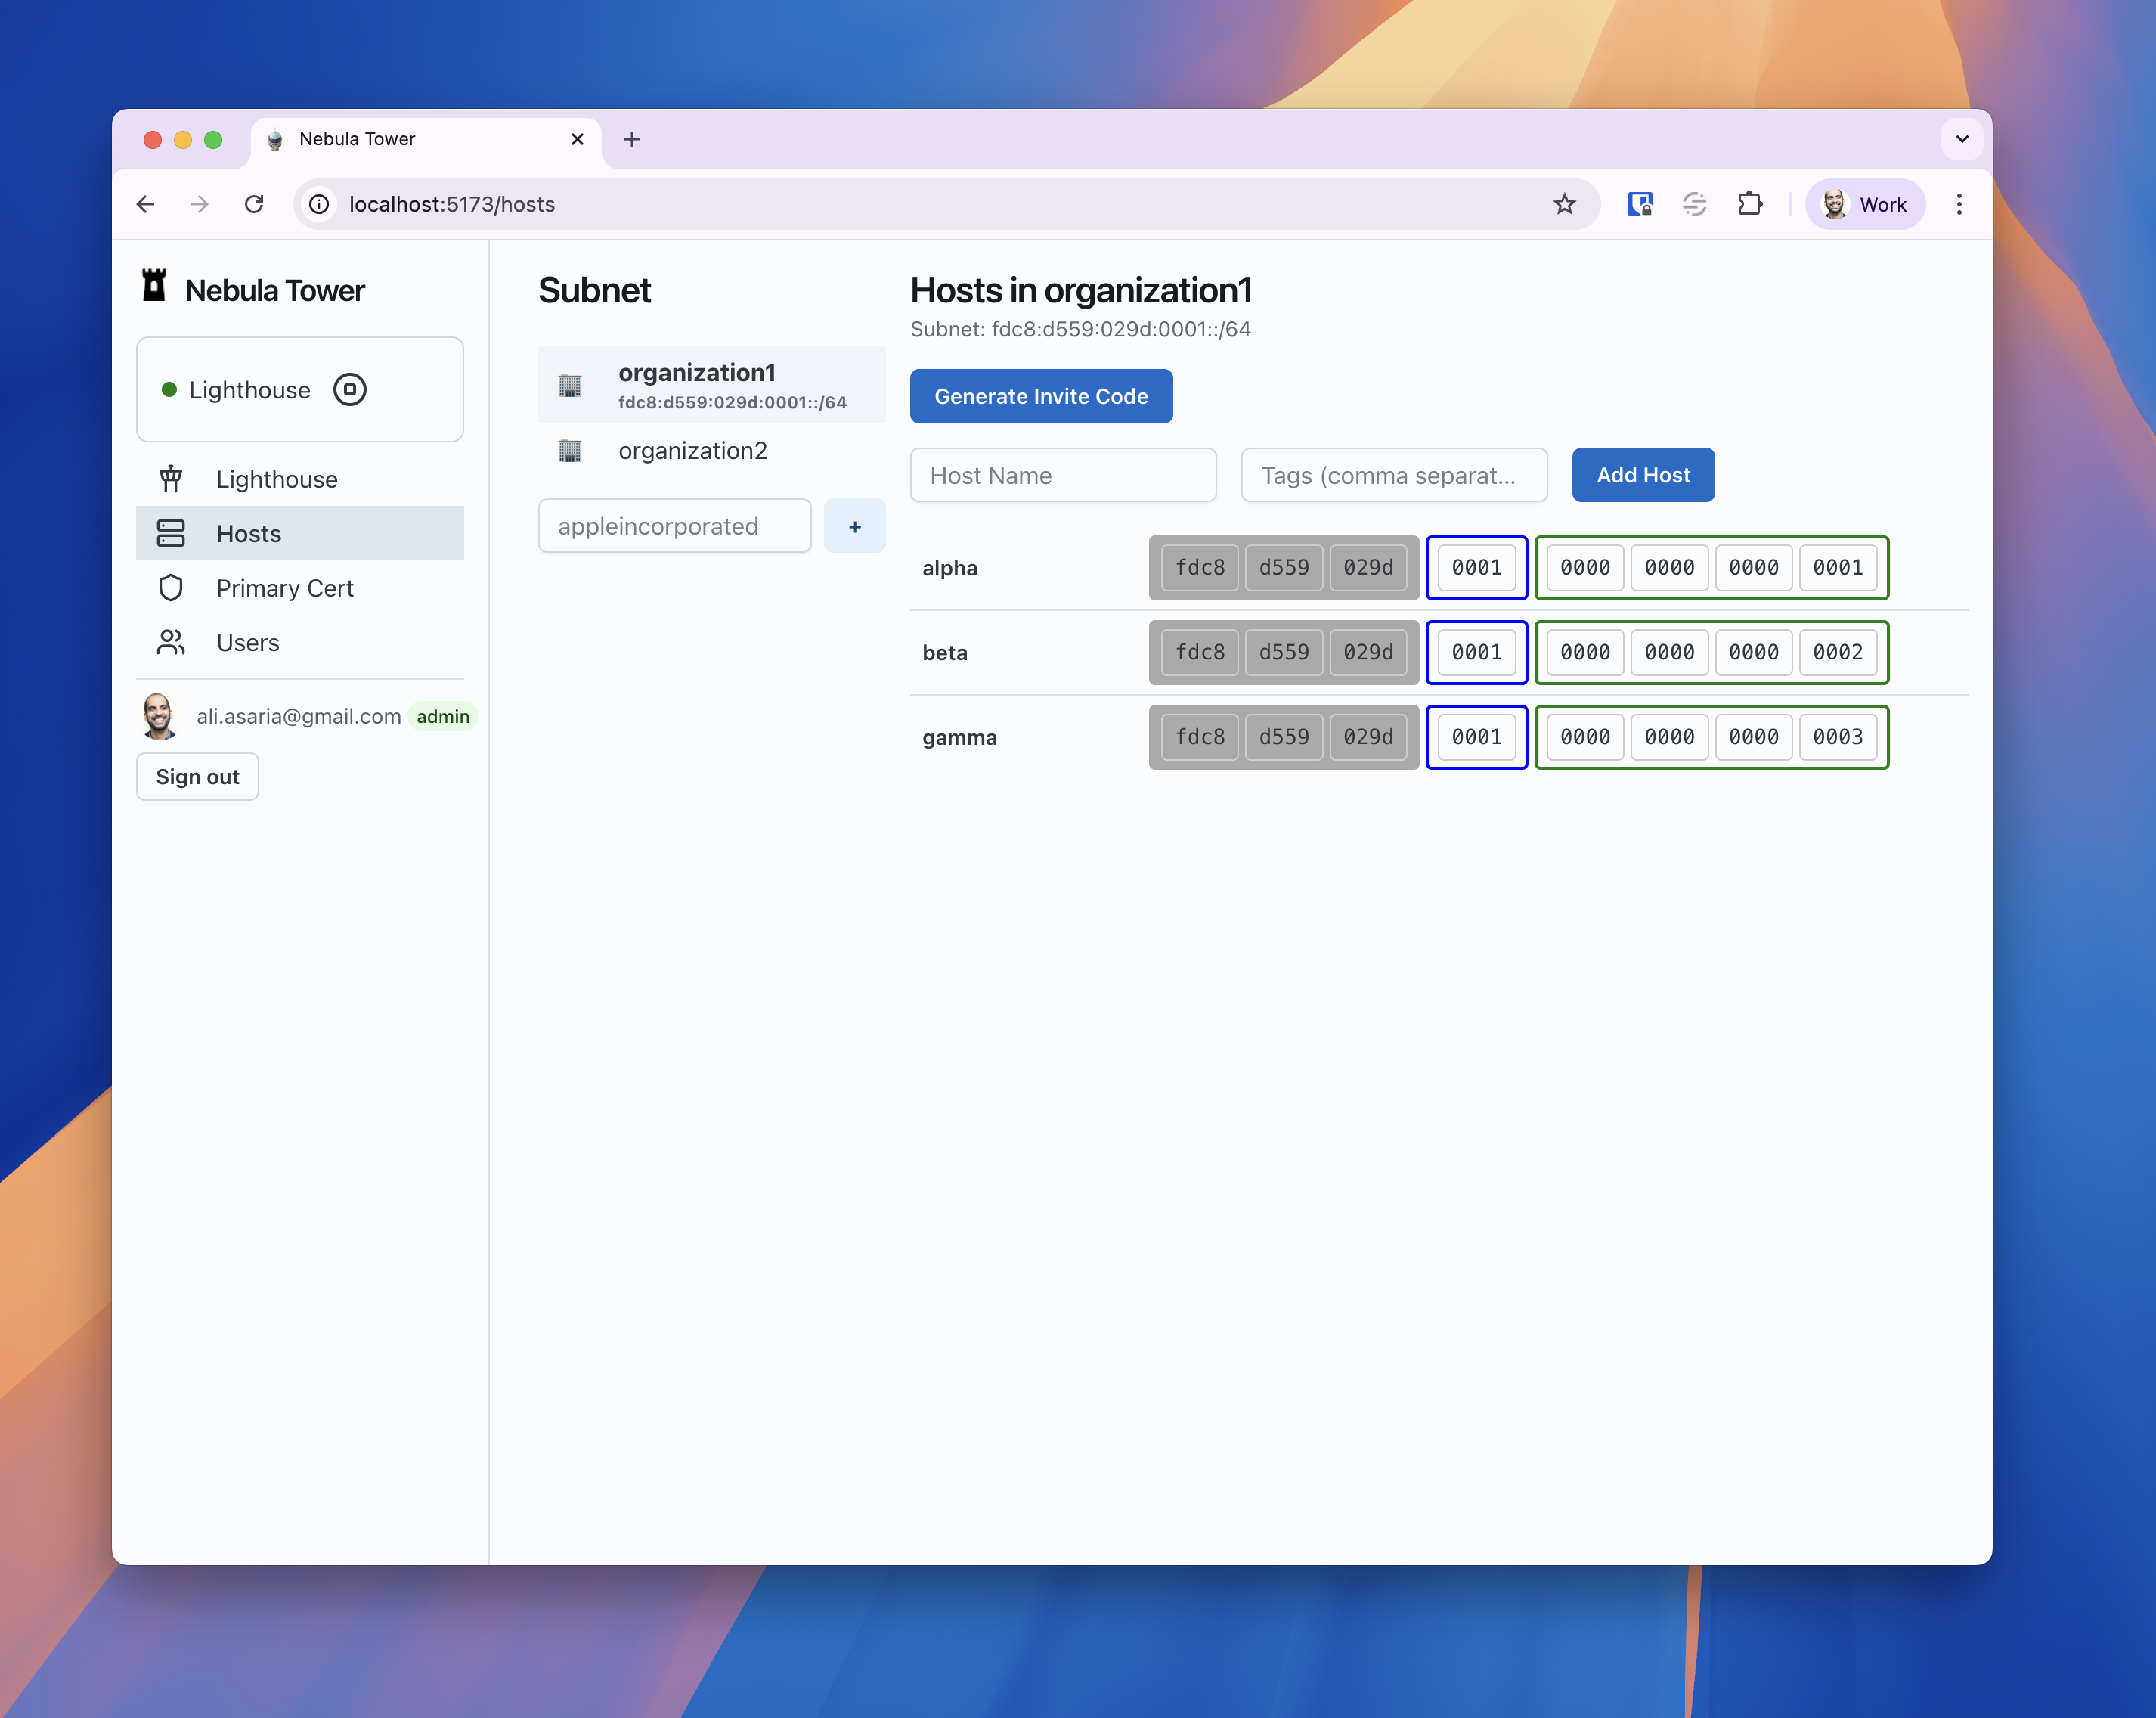 Nebula Tower
localhost:5173/hosts
Work
Nebula Tower
Lighthouse
Lighthouse
Hosts
Primary Cert
Users
ali.asaria@gmail.com admin
Sign out
Subnet
organization1
fdc8:d559:029d:0001::/64
organization2
appleincorporated +
Hosts in organization1
Subnet: fdc8:d559:029d:0001::/64
Generate Invite Code
Host Name Tags (comma separat... Add Host
alpha fdc8 d559 029d 0001 0000 0000 0000 0001
beta fdc8 d559 029d 0001 0000 0000 0000 0002
gamma fdc8 d559 029d 0001 0000 0000 0000 0003